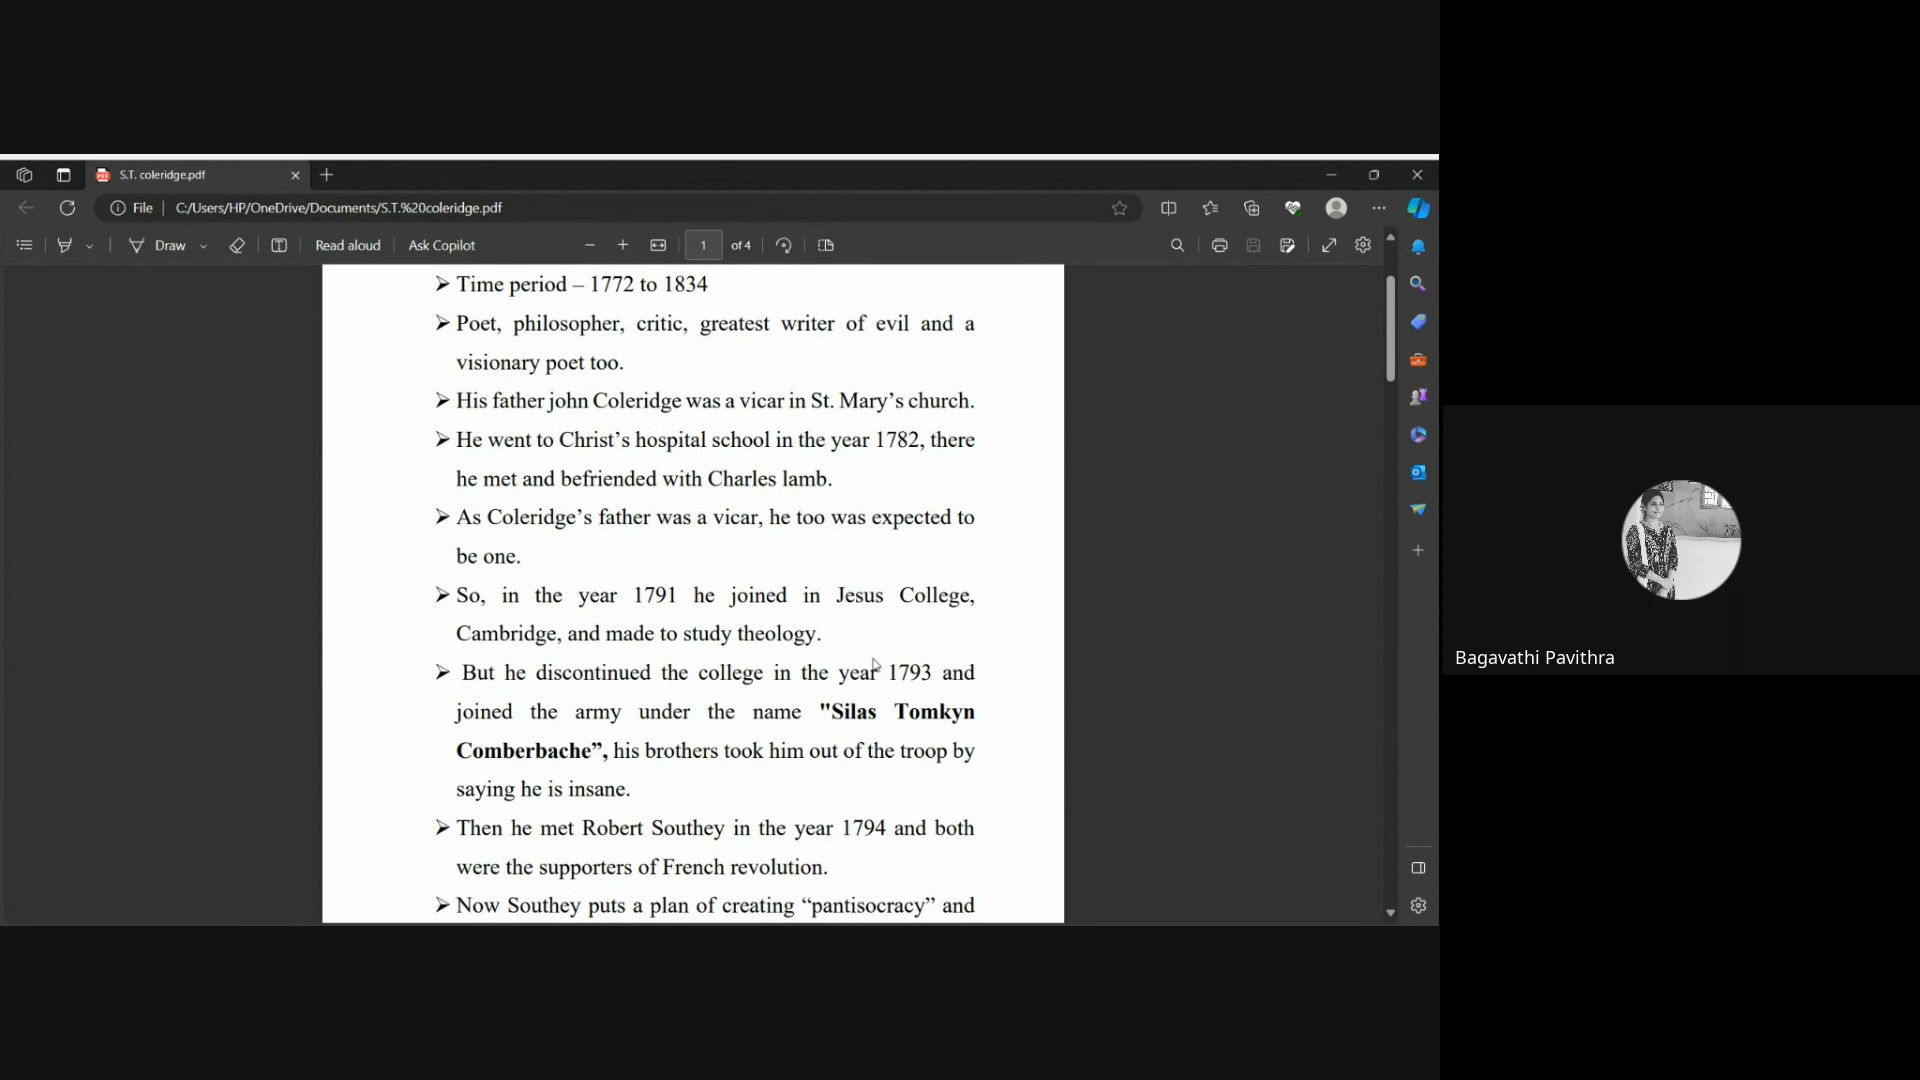 S.T. coleridge.pdf
File
C:/Users/HP/OneDrive/Documents/S.T.%20coleridge.pdf
Draw
Read aloud
Ask Copilot
1 of 4
➢ Time period – 1772 to 1834
➢ Poet, philosopher, critic, greatest writer of evil and a
visionary poet too.
➢ His father john Coleridge was a vicar in St. Mary’s church.
➢ He went to Christ’s hospital school in the year 1782, there
he met and befriended with Charles lamb.
➢ As Coleridge’s father was a vicar, he too was expected to
be one.
➢ So, in the year 1791 he joined in Jesus College,
Cambridge, and made to study theology.
➢ But he discontinued the college in the year 1793 and
joined the army under the name "Silas Tomkyn
Comberbache”, his brothers took him out of the troop by
saying he is insane.
➢ Then he met Robert Southey in the year 1794 and both
were the supporters of French revolution.
➢ Now Southey puts a plan of creating “pantisocracy” and
Bagavathi Pavithra